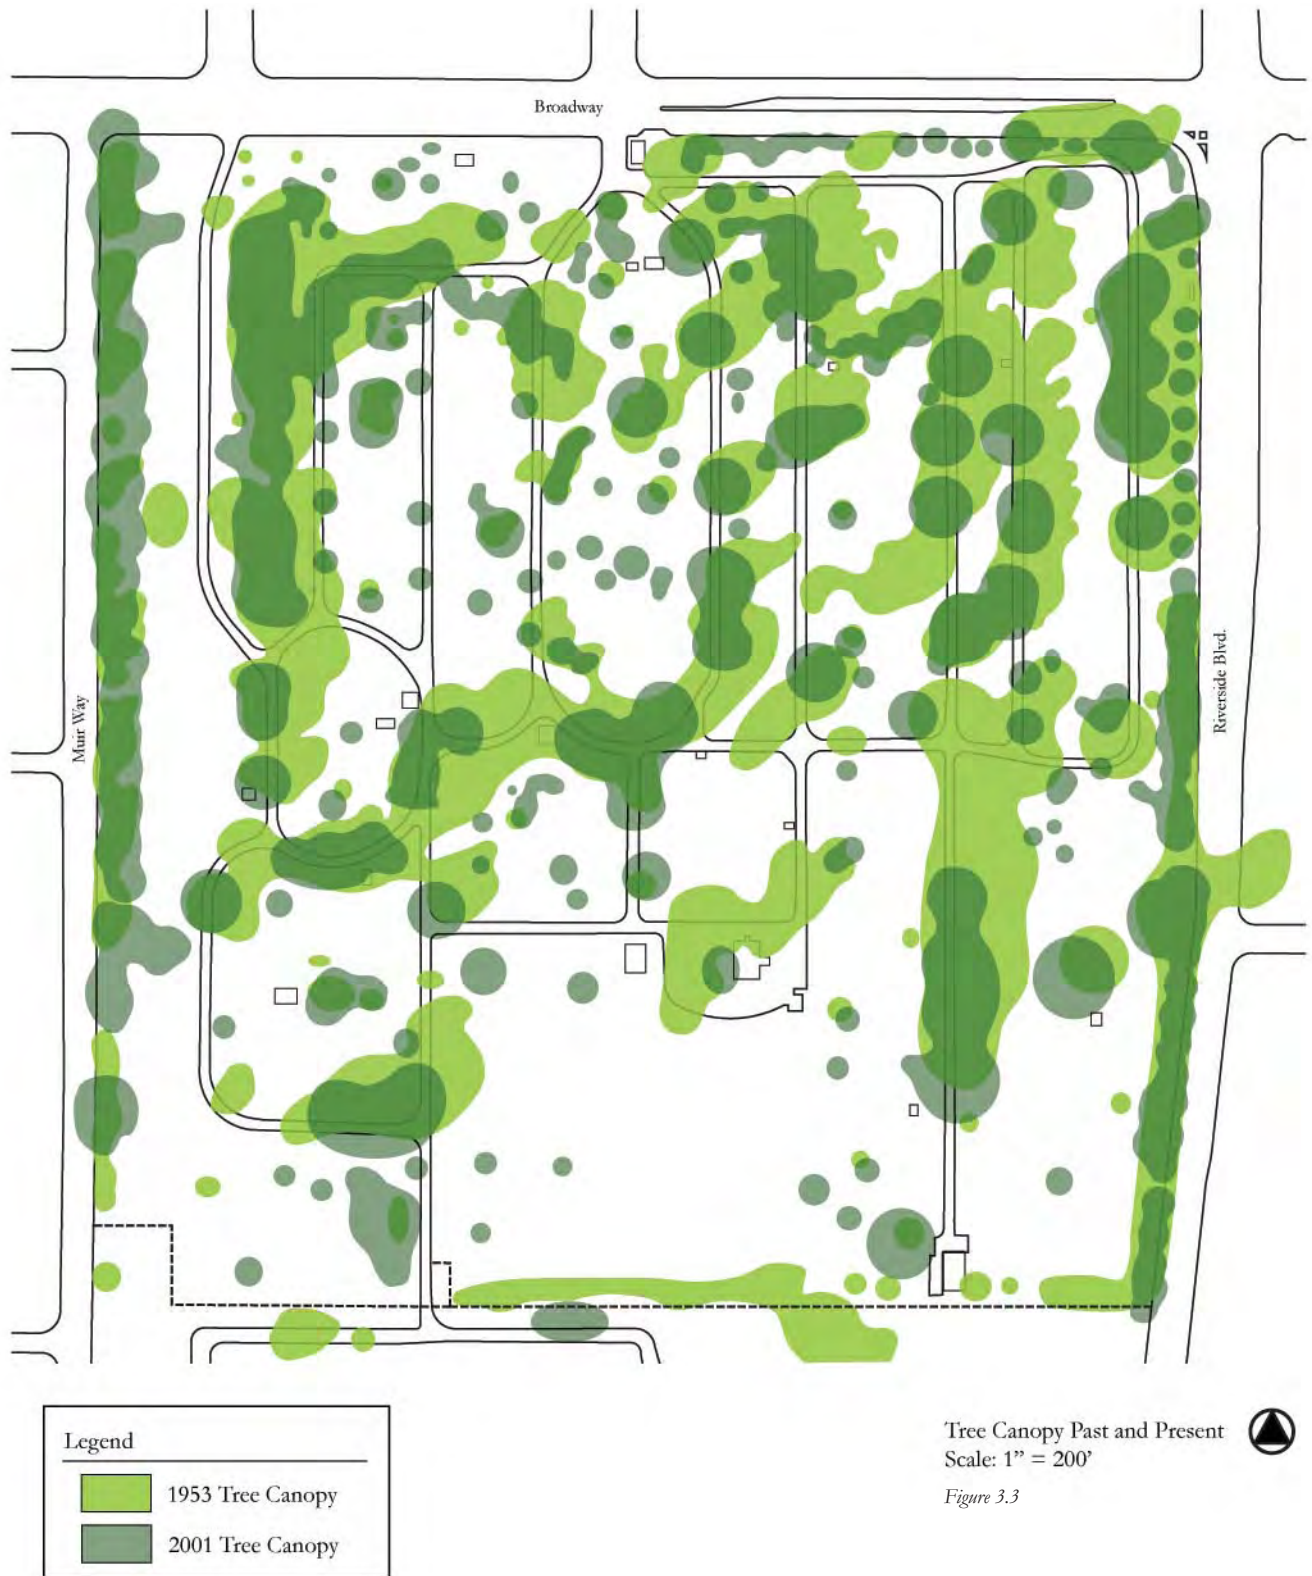 Broadway
Muir Way
Riverside Blvd.
Legend
1953 Tree Canopy
2001 Tree Canopy
Tree Canopy Past and Present
Scale: 1” = 200’
Figure 3.3